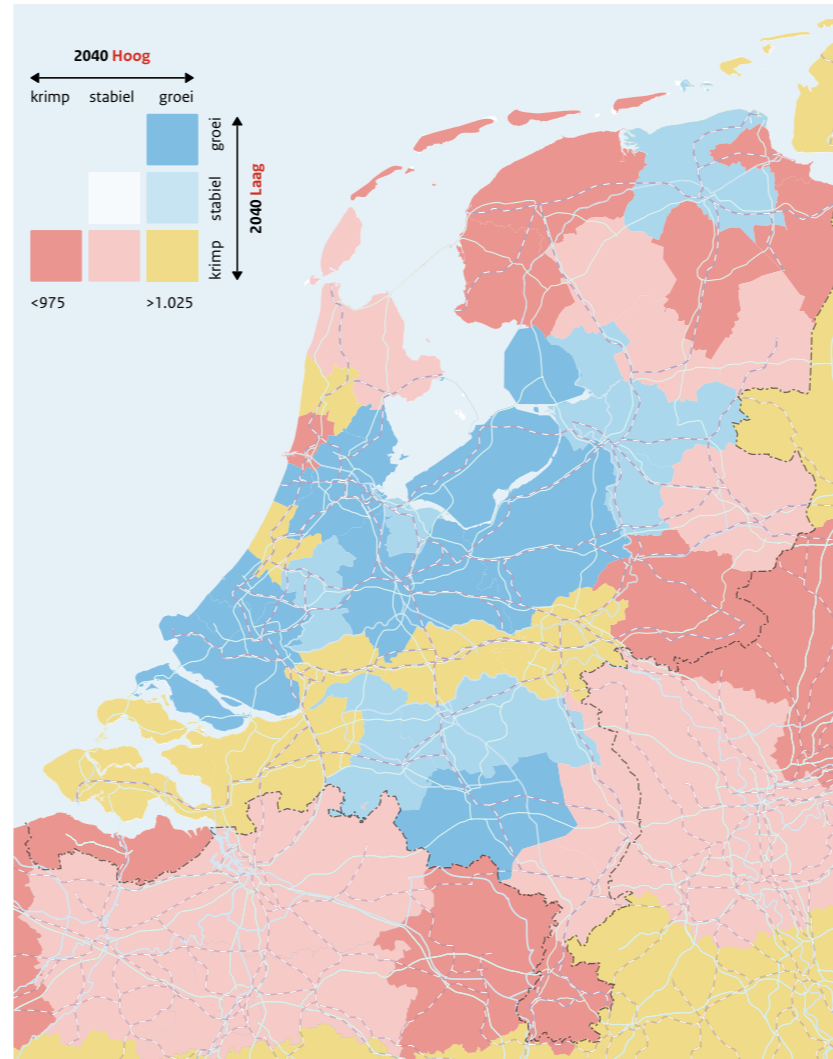 2040 Hoog
krimp stabiel groei
groei
stabiel
krimp
2040 Laag
<975 >1.025